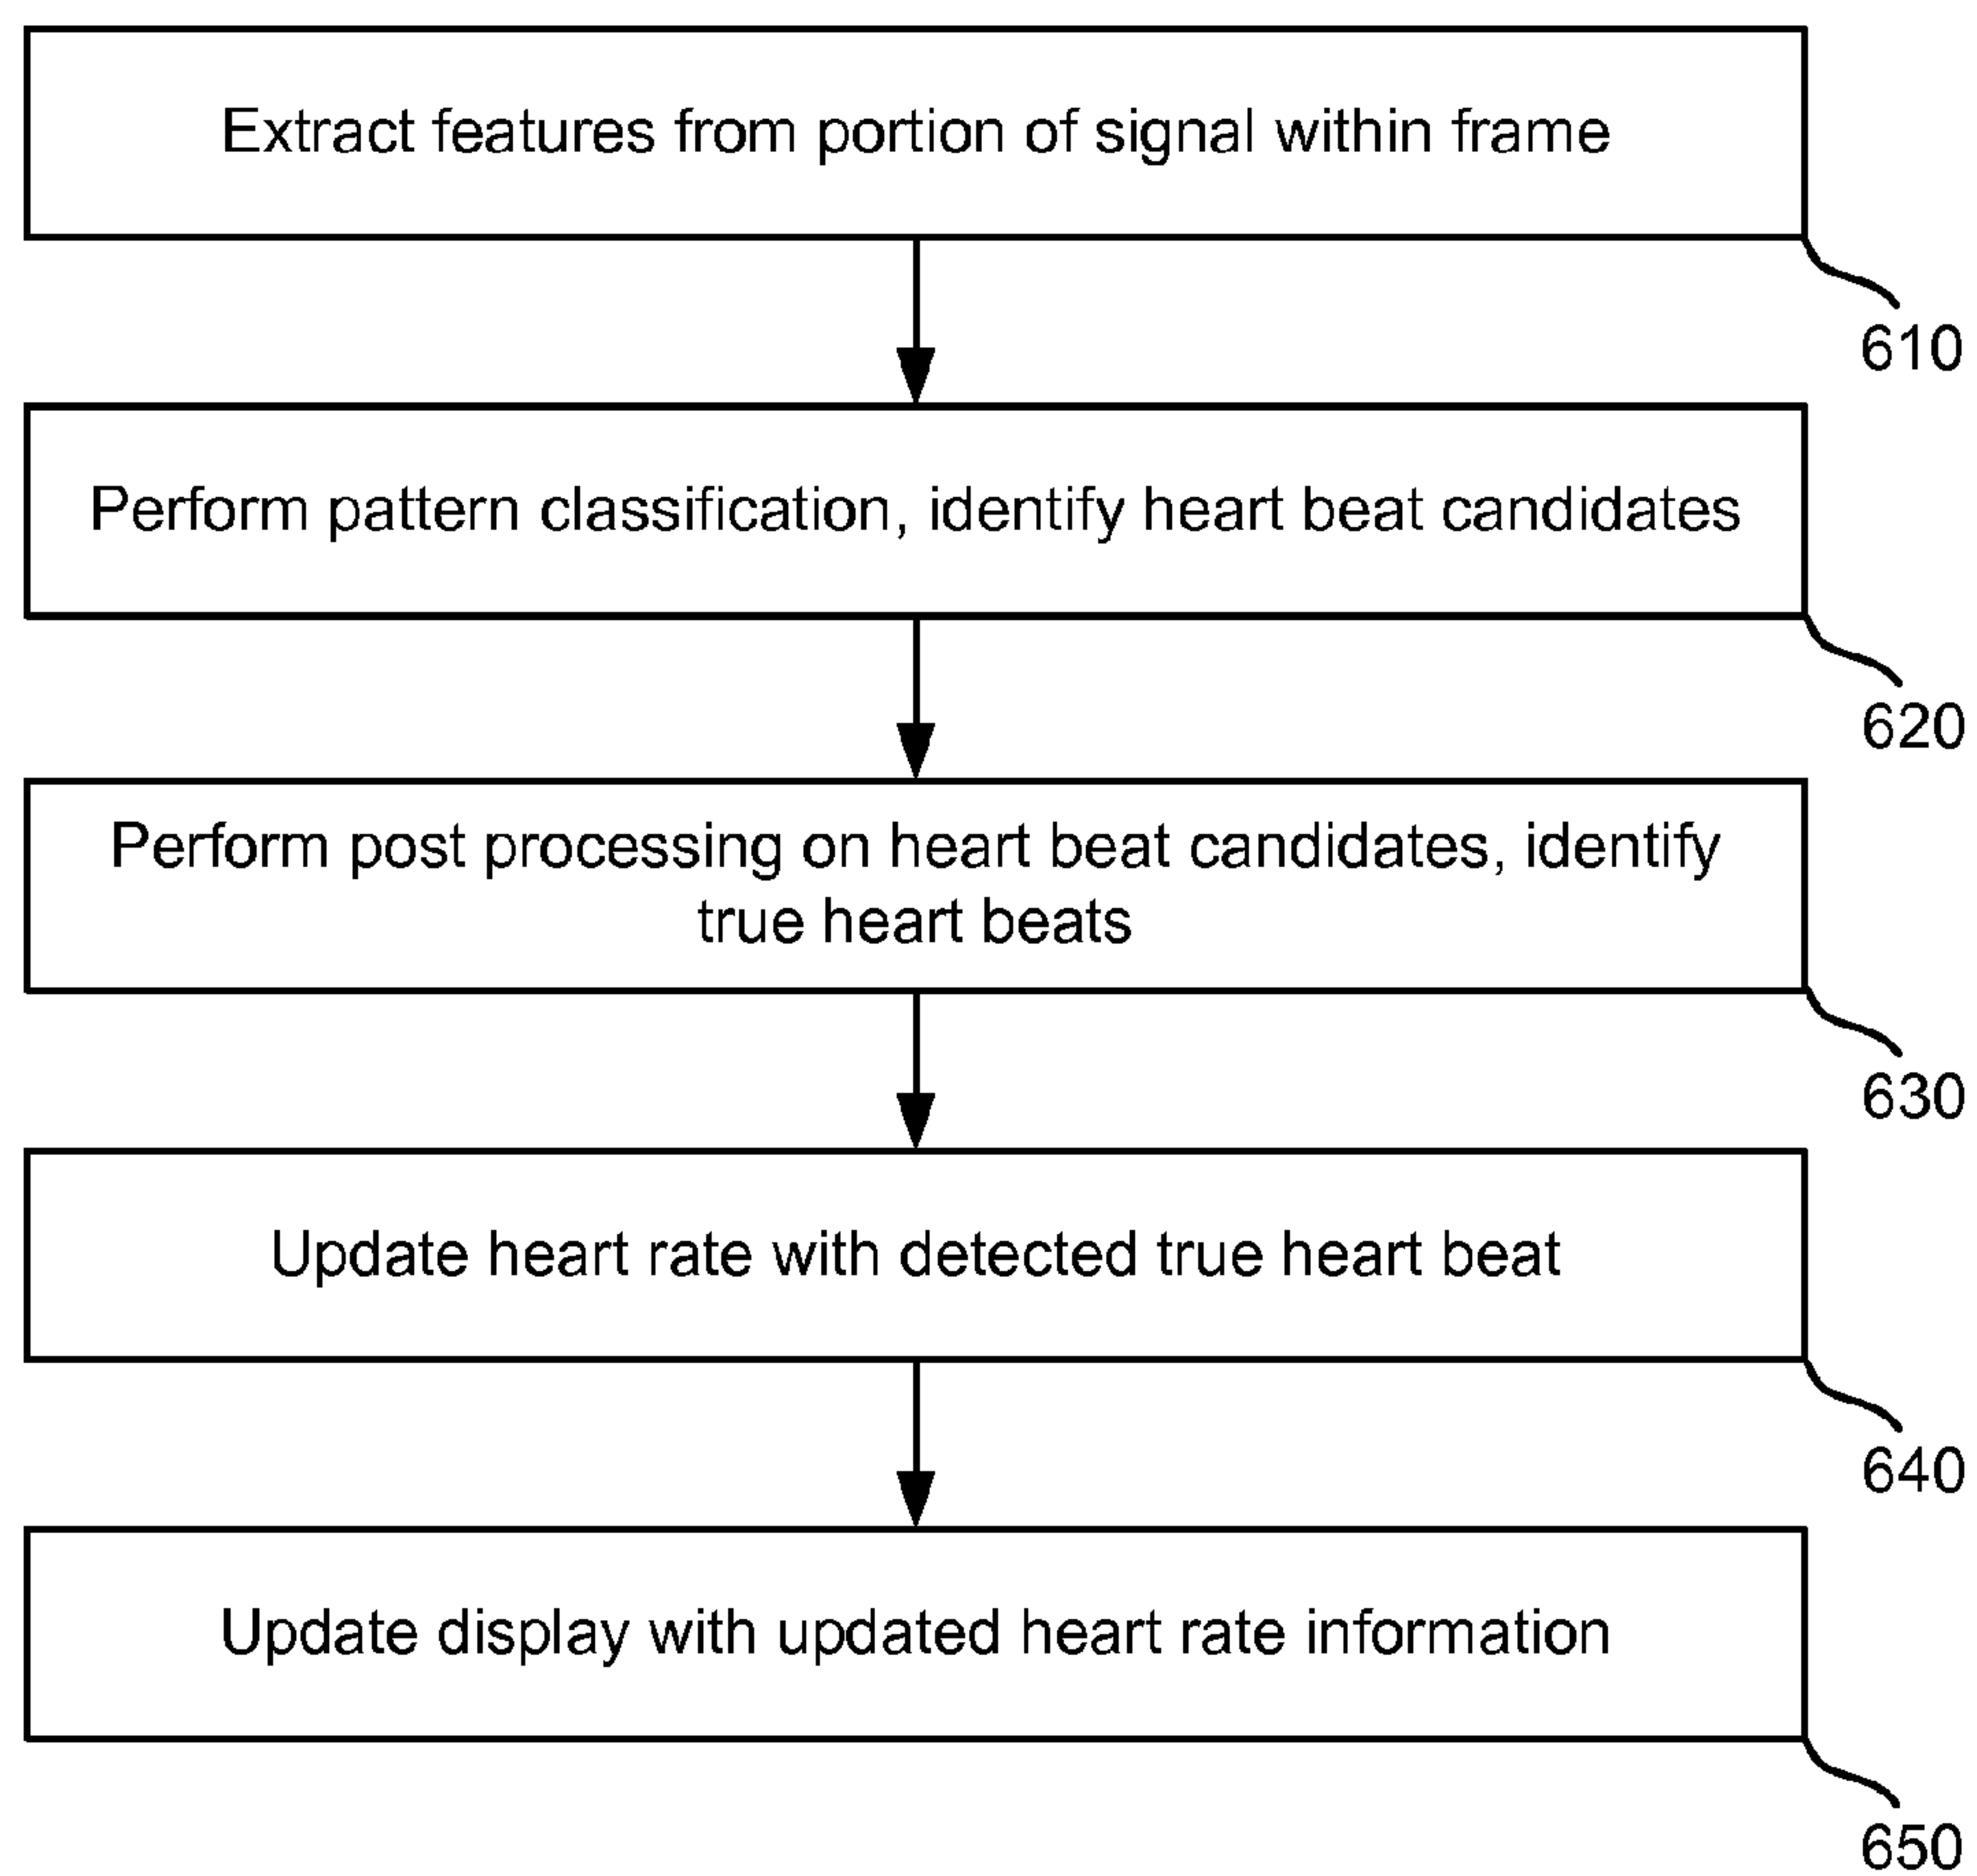 Extract features from portion of signal within frame
610
Perform pattern classification, identify heart beat candidates
620
Perform post processing on heart beat candidates, identify
true heart beats
630
Update heart rate with detected true heart beat
640
Update display with updated heart rate information
650